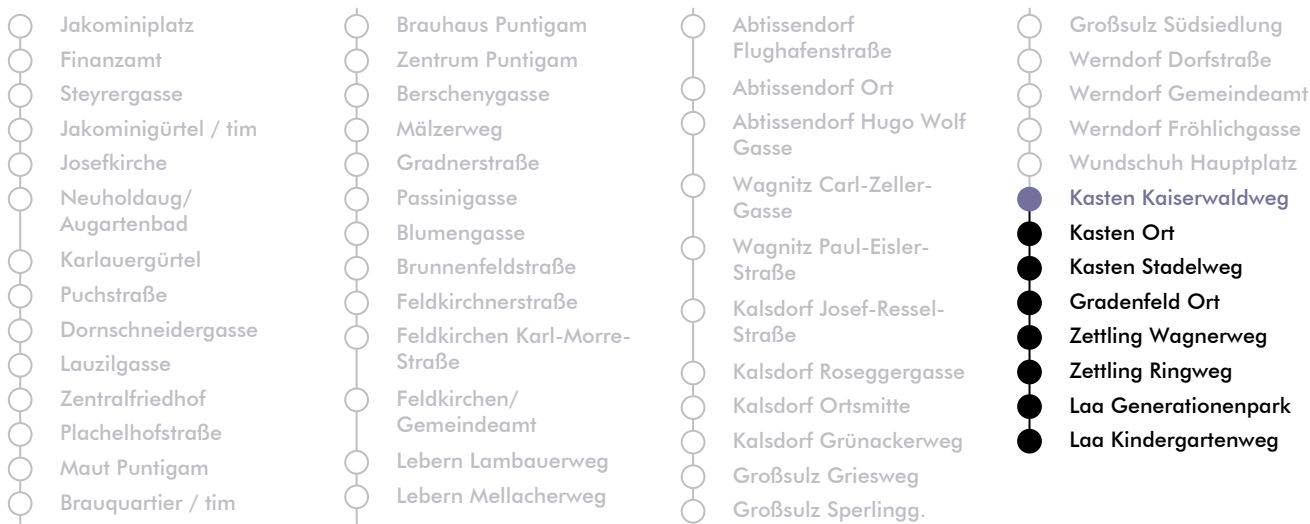 Jakominiplatz
Finanzamt
Steyrergasse
Jakominigürtel / tim
Josefkirche
Neuholdaug/
Augartenbad
Karlauergürtel
Puchstraße
Dornschneidergasse
Lauzilgasse
Zentralfriedhof
Plachelhofstraße
Maut Puntigam
Brauquartier / tim
Brauhaus Puntigam
Zentrum Puntigam
Berschenygasse
Mälzerweg
Gradnerstraße
Passinigasse
Blumengasse
Brunnenfeldstraße
Feldkirchnerstraße
Feldkirchen Karl-Morre-
Straße
Feldkirchen/
Gemeindeamt
Lebern Lambauerweg
Lebern Mellacherweg
Abtissendorf
Flughafenstraße
Abtissendorf Ort
Abtissendorf Hugo Wolf
Gasse
Wagnitz Carl-Zeller-
Gasse
Wagnitz Paul-Eisler-
Straße
Kalsdorf Josef-Ressel-
Straße
Kalsdorf Roseggergasse
Kalsdorf Ortsmitte
Kalsdorf Grünackerweg
Großsulz Griesweg
Großsulz Sperlingg.
Großsulz Südsiedlung
Werndorf Dorfstraße
Werndorf Gemeindeamt
Werndorf Fröhlichgasse
Wundschuh Hauptplatz
Kasten Kaiserwaldweg
Kasten Ort
Kasten Stadelweg
Gradenfeld Ort
Zettling Wagnerweg
Zettling Ringweg
Laa Generationenpark
Laa Kindergartenweg